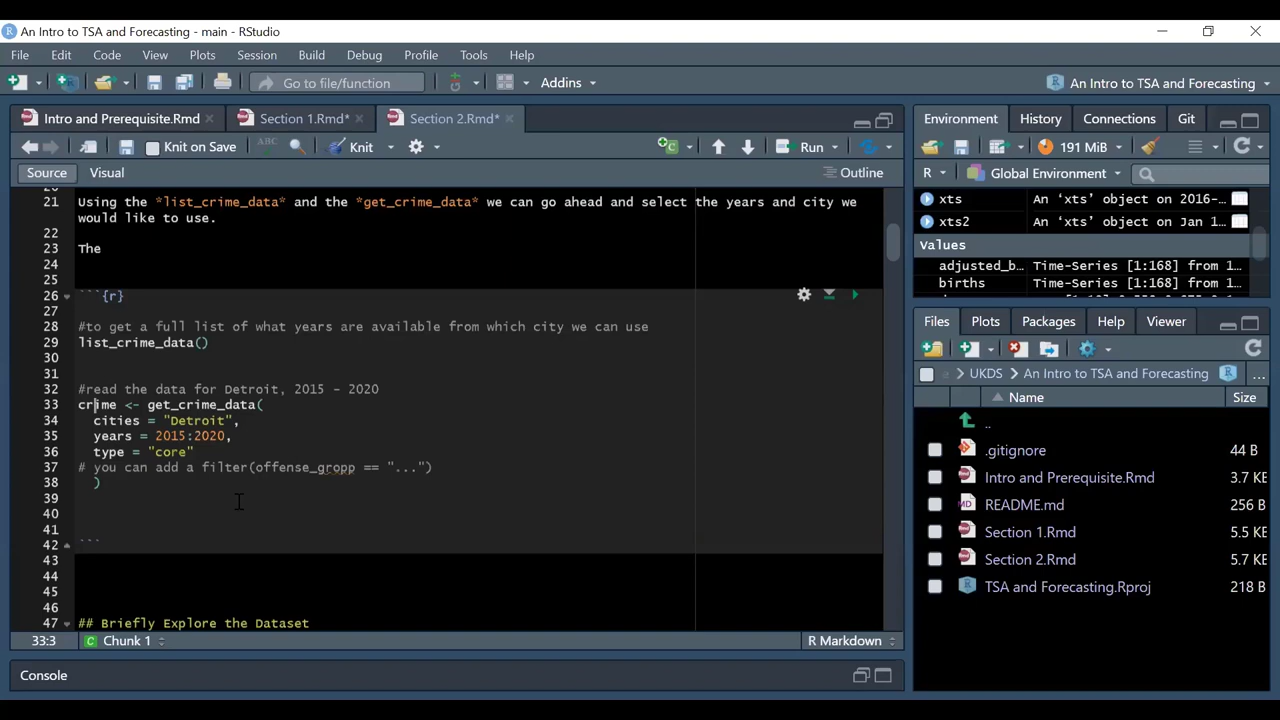 An Intro to TSA and Forecasting - main - RStudio
File Edit Code View Plots Session Build Debug Profile Tools Help
Go to file/function Addins An Intro to TSA and Forecasting
Intro and Prerequisite.Rmd Section 1.Rmd* Section 2.Rmd*
Knit on Save ABC Knit Run
Source Visual Outline
21 Using the *list_crime_data* and the *get_crime_data* we can go ahead and select the years and city we
would like to use.
22
23 The
24
25
26 ```{r}
27
28 #to get a full list of what years are available from which city we can use
29 list_crime_data()
30
31
32 #read the data for Detroit, 2015 - 2020
33 crime <- get_crime_data(
34 cities = "Detroit",
35 years = 2015:2020,
36 type = "core"
37 # you can add a filter(offense_gropp == "...")
38 )
39
40
41
42 ```
43
44
45
46
47 ## Briefly Explore the Dataset
33:3 Chunk 1 R Markdown
Console
Environment History Connections Git
191 MiB
R Global Environment
xts An ‘xts’ object on 2016-…
xts2 An ‘xts’ object on Jan 1…
Values
adjusted_b… Time-Series [1:168] from 1…
births Time-Series [1:168] from 1…
Files Plots Packages Help Viewer
UKDS An Intro to TSA and Forecasting ...
Name Size
..
.gitignore 44 B
Intro and Prerequisite.Rmd 3.7 KE
README.md 256 B
Section 1.Rmd 5.5 KE
Section 2.Rmd 5.7 KE
TSA and Forecasting.Rproj 218 B